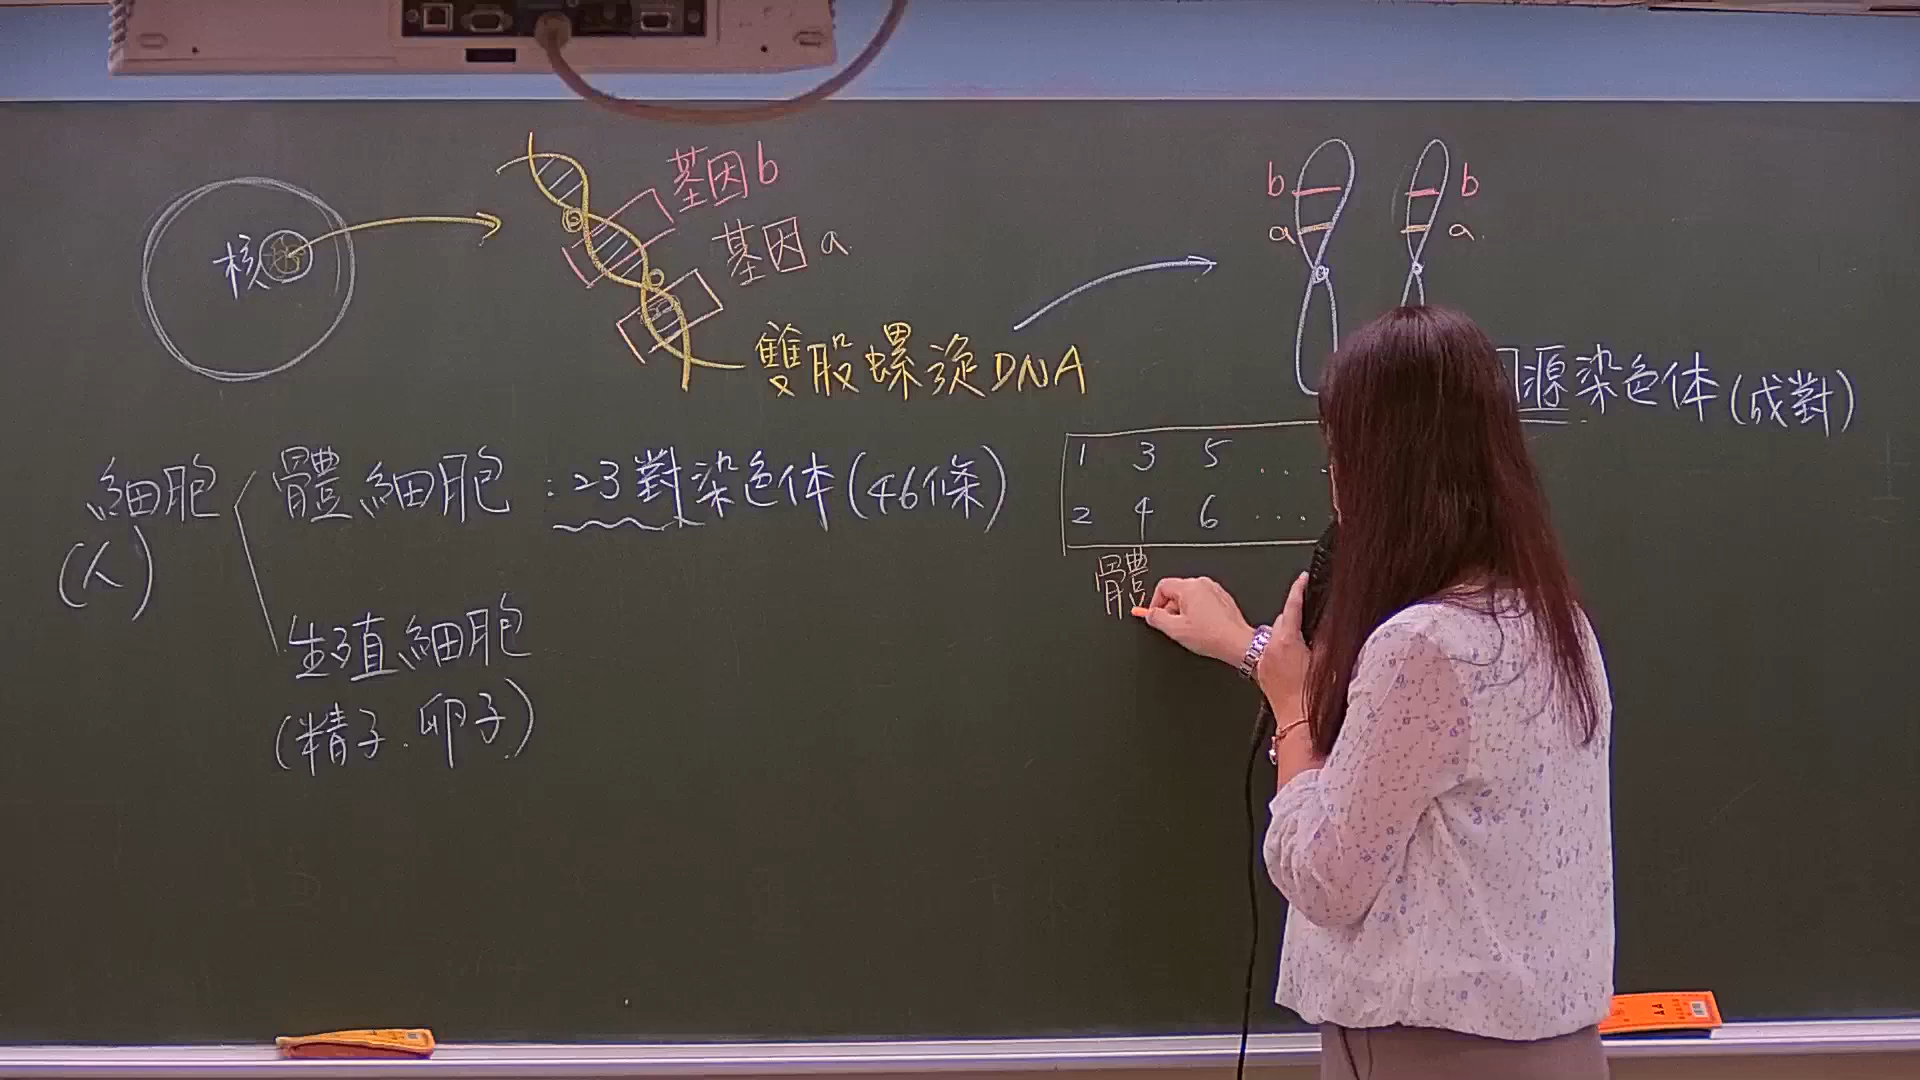 核
基因b
基因a
雙股螺旋DNA
b b
a a
源染色体(成對)
細胞
(人)
體細胞:23對染色体(46條)
生殖細胞
(精子.卵子)
1 3 5 ....
2 4 6 ....
體